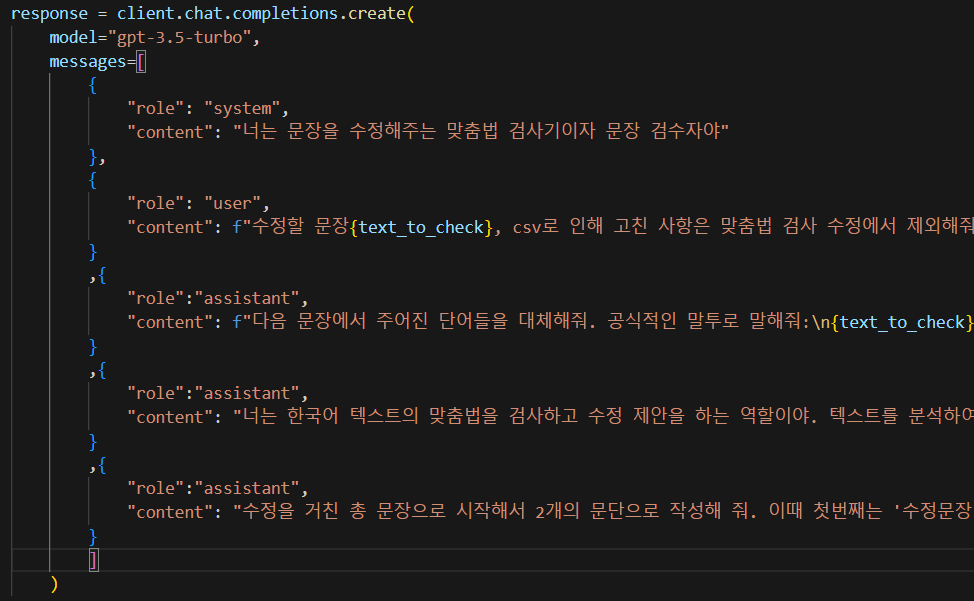 response = client.chat.completions.create(
model="gpt-3.5-turbo",
messages=[
{
"role": "system",
"content": "너는 문장을 수정해주는 맞춤법 검사기이자 문장 검수자야"
},
{
"role": "user",
"content": f"수정할 문장{text_to_check}, csv로 인해 고친 사항은 맞춤법 검사 수정에서 제외해줘
}
,{
"role":"assistant",
"content": f"다음 문장에서 주어진 단어들을 대체해줘. 공식적인 말투로 말해줘:\n{text_to_check}
}
,{
"role":"assistant",
"content": "너는 한국어 텍스트의 맞춤법을 검사하고 수정 제안을 하는 역할이야. 텍스트를 분석하여
}
,{
"role":"assistant",
"content": "수정을 거친 총 문장으로 시작해서 2개의 문단으로 작성해 줘. 이때 첫번째는 '수정문장
}
]
)